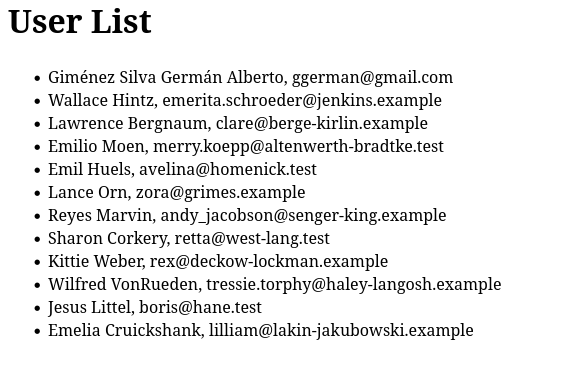 User List
Giménez Silva Germán Alberto, ggerman@gmail.com
Wallace Hintz, emerita.schroeder@jenkins.example
Lawrence Bergnaum, clare@berge-kirlin.example
Emilio Moen, merry.koepp@altenwerth-bradtke.test
Emil Huels, avelina@homenick.test
Lance Orn, zora@grimes.example
Reyes Marvin, andy_jacobson@senger-king.example
Sharon Corkery, retta@west-lang.test
Kittie Weber, rex@deckow-lockman.example
Wilfred VonRueden, tressie.torphy@haley-langosh.example
Jesus Littel, boris@hane.test
Emelia Cruickshank, lilliam@lakin-jakubowski.example